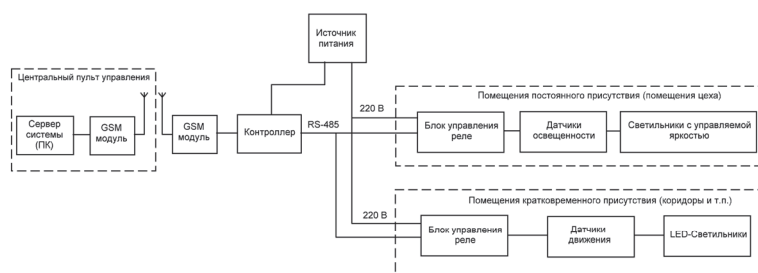 Источник
питания
Центральный пульт управления
Сервер
системы
(ПК)
GSM
модуль
GSM
модуль
Контроллер
RS-485
220 В
Помещения постоянного присутствия (помещения цеха)
Блок управления
реле
Датчики
освещенности
Светильники с управляемой
яркостью
220 В
Помещения кратковременного присутствия (коридоры и т.п.)
Блок управления
реле
Датчики
движения
LED-Светильники